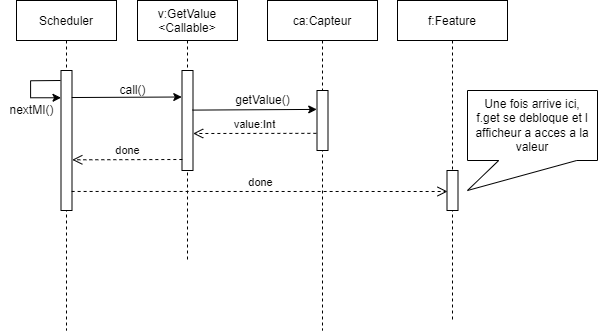 Scheduler
v:GetValue
<Callable>
ca:Capteur
f:Feature
nextMI()
call()
getValue()
value:Int
done
done
Une fois arrive ici,
f.get se debloque et l
afficheur a acces a la
valeur